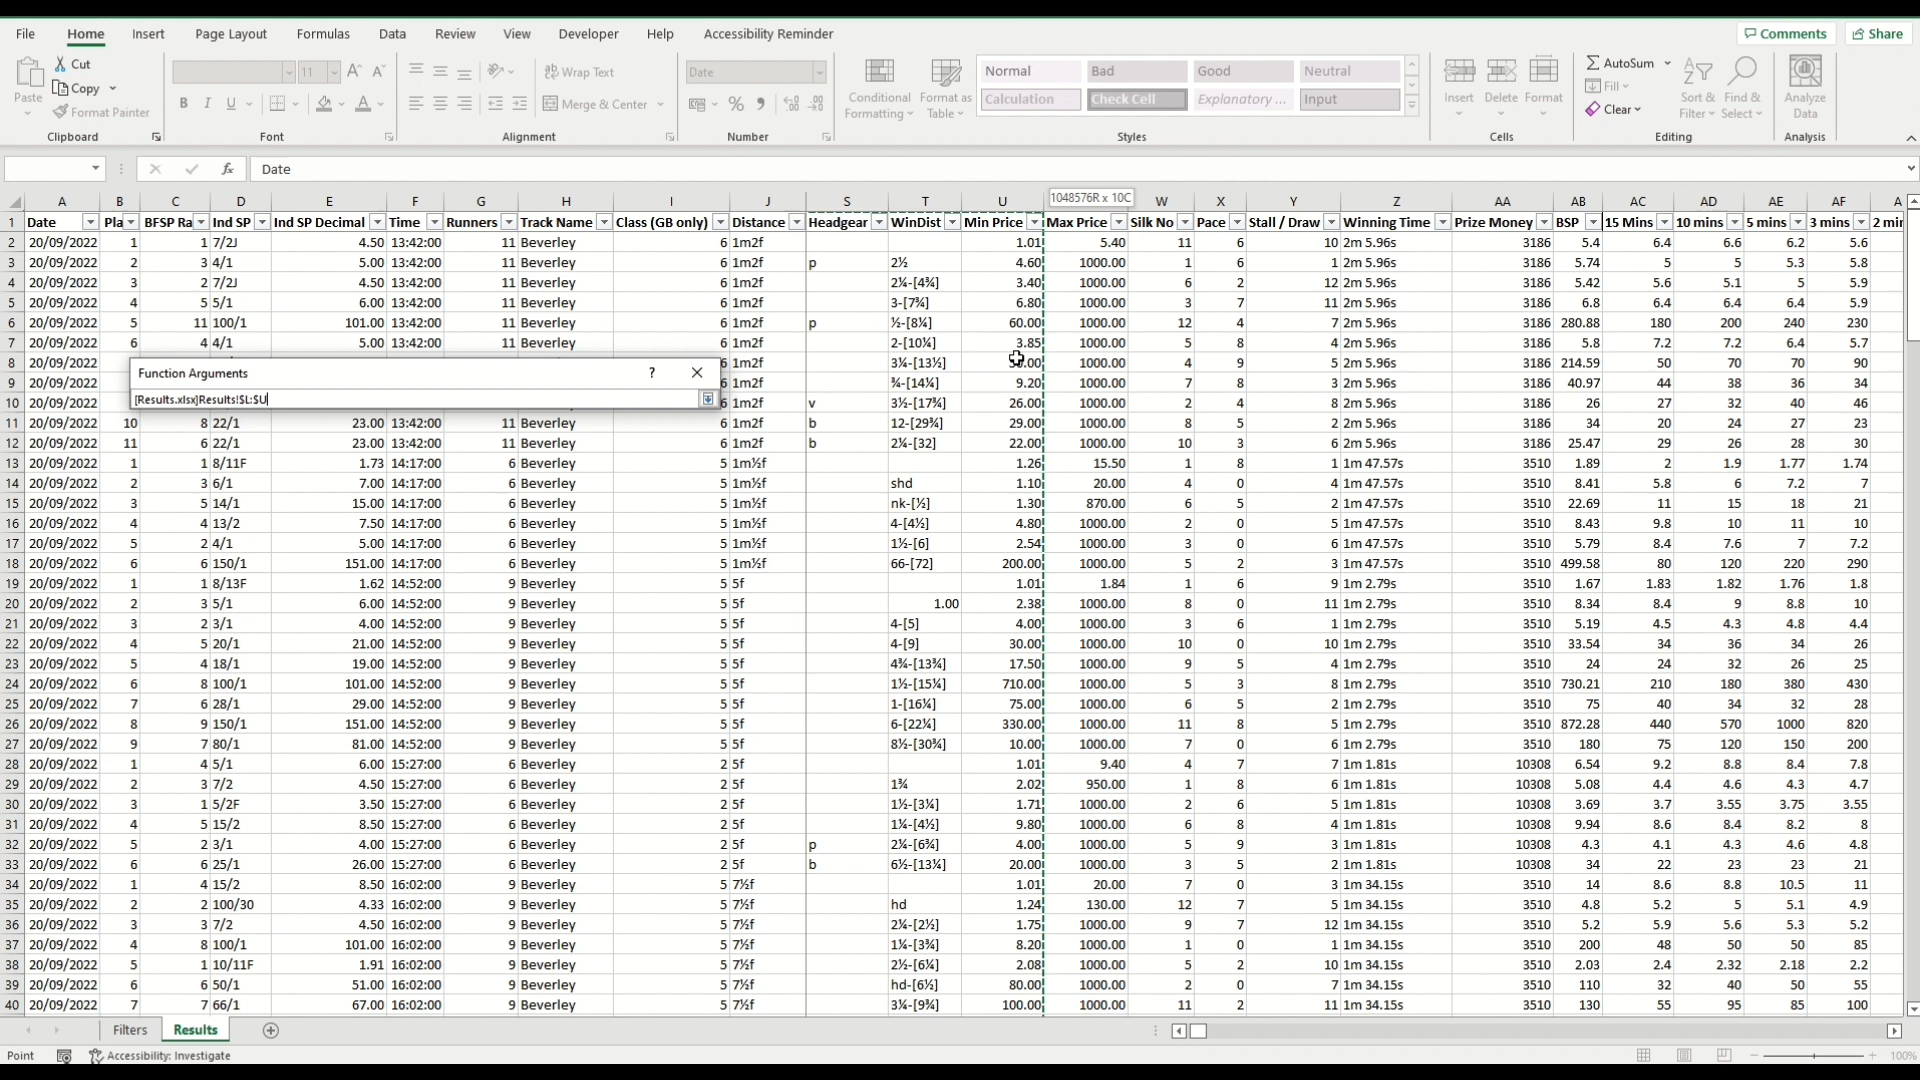 File Home Insert Page Layout Formulas Data Review View Developer Help Accessibility Reminder Comments Share
Cut
Copy
Format Painter
Paste
Clipboard
11
Wrap Text
Merge & Center
Font
Alignment
Date
Number
Conditional Formatting
Format as Table
Normal Bad Good Neutral
Calculation Check Cell Explanatory ... Input
Styles
Insert Delete Format
Cells
AutoSum
Fill
Clear
Sort & Filter
Find & Select
Editing
Analyze Data
Analysis
fx Date
1048576R x 10C
A B C D E F G H I J S T U W X Y Z AA AB AC AD AE AF A
1 Date Pla BFSP Ra Ind SP Ind SP Decimal Time Runners Track Name Class (GB only) Distance Headgear WinDist Min Price Max Price Silk No Pace Stall / Draw Winning Time Prize Money BSP 15 Mins 10 mins 5 mins 3 mins 2 min
2 20/09/2022 1 1 7/2J 4.50 13:42:00 11 Beverley 6 1m2f 1.01 5.40 11 6 10 2m 5.96s 3186 5.4 6.4 6.6 6.2 5.6
3 20/09/2022 2 3 4/1 5.00 13:42:00 11 Beverley 6 1m2f p 2½ 4.60 1000.00 1 6 1 2m 5.96s 3186 5.74 5 5 5.3 5.8
4 20/09/2022 3 2 7/2J 4.50 13:42:00 11 Beverley 6 1m2f 2¼-[4¾] 3.40 1000.00 6 2 12 2m 5.96s 3186 5.42 5.6 5.1 5 5.9
5 20/09/2022 4 5 5/1 6.00 13:42:00 11 Beverley 6 1m2f 3-[7¾] 6.80 1000.00 3 7 11 2m 5.96s 3186 6.8 6.4 6.4 6.4 5.9
6 20/09/2022 5 11 100/1 101.00 13:42:00 11 Beverley 6 1m2f p ½-[8¼] 60.00 1000.00 12 4 7 2m 5.96s 3186 280.88 180 200 240 230
7 20/09/2022 6 4 4/1 5.00 13:42:00 11 Beverley 6 1m2f 2-[10¼] 3.85 1000.00 5 8 4 2m 5.96s 3186 5.8 7.2 7.2 6.4 5.7
8 20/09/2022 6 1m2f 3¼-[13½] 1000.00 4 9 5 2m 5.96s 3186 214.59 50 70 70 90
Function Arguments ? ×
9 20/09/2022 6 1m2f ¾-[14¼] 9.20 1000.00 7 8 3 2m 5.96s 3186 40.97 44 38 36 34
[Results.xlsx]Results!$L:$U
10 20/09/2022 6 1m2f v 3½-[17¾] 26.00 1000.00 2 4 8 2m 5.96s 3186 26 27 32 40 46
11 20/09/2022 10 8 22/1 23.00 13:42:00 11 Beverley 6 1m2f b 12-[29¾] 29.00 1000.00 8 5 2 2m 5.96s 3186 34 20 24 27 23
12 20/09/2022 11 6 22/1 23.00 13:42:00 11 Beverley 6 1m2f b 2¼-[32] 22.00 1000.00 10 3 6 2m 5.96s 3186 25.47 29 26 28 30
13 20/09/2022 1 1 8/11F 1.73 14:17:00 6 Beverley 5 1m½f 1.26 15.50 1 8 1 1m 47.57s 3510 1.89 2 1.9 1.77 1.74
14 20/09/2022 2 3 6/1 7.00 14:17:00 6 Beverley 5 1m½f shd 1.10 20.00 4 0 4 1m 47.57s 3510 8.41 5.8 6 7.2 7
15 20/09/2022 3 5 14/1 15.00 14:17:00 6 Beverley 5 1m½f nk-[½] 1.30 870.00 6 5 2 1m 47.57s 3510 22.69 11 15 18 21
16 20/09/2022 4 4 13/2 7.50 14:17:00 6 Beverley 5 1m½f 4-[4½] 4.80 1000.00 2 0 5 1m 47.57s 3510 8.43 9.8 10 11 10
17 20/09/2022 5 2 4/1 5.00 14:17:00 6 Beverley 5 1m½f 1½-[6] 2.54 1000.00 3 0 6 1m 47.57s 3510 5.79 8.4 7.6 7 7.2
18 20/09/2022 6 6 150/1 151.00 14:17:00 6 Beverley 5 1m½f 66-[72] 200.00 1000.00 5 2 3 1m 47.57s 3510 499.58 80 120 220 290
19 20/09/2022 1 1 8/13F 1.62 14:52:00 9 Beverley 5 5f 1.01 1.84 1 6 9 1m 2.79s 3510 1.67 1.83 1.82 1.76 1.8
20 20/09/2022 2 3 5/1 6.00 14:52:00 9 Beverley 5 5f 1.00 2.38 1000.00 8 0 11 1m 2.79s 3510 8.34 8.4 9 8.8 10
21 20/09/2022 3 2 3/1 4.00 14:52:00 9 Beverley 5 5f 4-[5] 4.00 1000.00 3 6 1 1m 2.79s 3510 5.19 4.5 4.3 4.8 4.4
22 20/09/2022 4 5 20/1 21.00 14:52:00 9 Beverley 5 5f 4-[9] 30.00 1000.00 10 0 10 1m 2.79s 3510 33.54 34 36 34 26
23 20/09/2022 5 4 18/1 19.00 14:52:00 9 Beverley 5 5f 4¾-[13¾] 17.50 1000.00 9 5 4 1m 2.79s 3510 24 24 32 26 25
24 20/09/2022 6 8 100/1 101.00 14:52:00 9 Beverley 5 5f 1½-[15¼] 710.00 1000.00 5 3 8 1m 2.79s 3510 730.21 210 180 380 430
25 20/09/2022 7 6 28/1 29.00 14:52:00 9 Beverley 5 5f 1-[16¼] 75.00 1000.00 6 5 2 1m 2.79s 3510 75 40 34 32 28
26 20/09/2022 8 9 150/1 151.00 14:52:00 9 Beverley 5 5f 6-[22¼] 330.00 1000.00 11 8 5 1m 2.79s 3510 872.28 440 570 1000 820
27 20/09/2022 9 7 80/1 81.00 14:52:00 9 Beverley 5 5f 8½-[30¾] 10.00 1000.00 7 0 6 1m 2.79s 3510 180 75 120 150 200
28 20/09/2022 1 4 5/1 6.00 15:27:00 6 Beverley 2 5f 1.01 9.40 4 7 7 1m 1.81s 10308 6.54 9.2 8.8 8.4 7.8
29 20/09/2022 2 3 7/2 4.50 15:27:00 6 Beverley 2 5f 1¾ 2.02 950.00 1 8 6 1m 1.81s 10308 5.08 4.4 4.6 4.3 4.7
30 20/09/2022 3 1 5/2F 3.50 15:27:00 6 Beverley 2 5f 1½-[3¼] 1.71 1000.00 2 6 5 1m 1.81s 10308 3.69 3.7 3.55 3.75 3.55
31 20/09/2022 4 5 15/2 8.50 15:27:00 6 Beverley 2 5f 1¼-[4½] 9.80 1000.00 6 8 4 1m 1.81s 10308 9.94 8.6 8.4 8.2 8
32 20/09/2022 5 2 3/1 4.00 15:27:00 6 Beverley 2 5f p 2¼-[6¾] 4.00 1000.00 5 9 3 1m 1.81s 10308 4.3 4.1 4.3 4.6 4.8
33 20/09/2022 6 6 25/1 26.00 15:27:00 6 Beverley 2 5f b 6½-[13¼] 20.00 1000.00 3 5 2 1m 1.81s 10308 34 22 23 23 21
34 20/09/2022 1 4 15/2 8.50 16:02:00 9 Beverley 5 7½f 1.01 20.00 7 0 3 1m 34.15s 3510 14 8.6 8.8 10.5 11
35 20/09/2022 2 2 100/30 4.33 16:02:00 9 Beverley 5 7½f hd 1.24 130.00 12 7 5 1m 34.15s 3510 4.8 5.2 5 5.1 4.9
36 20/09/2022 3 3 7/2 4.50 16:02:00 9 Beverley 5 7½f 2¼-[2½] 1.75 1000.00 9 7 12 1m 34.15s 3510 5.2 5.9 5.6 5.3 5.2
37 20/09/2022 4 8 100/1 101.00 16:02:00 9 Beverley 5 7½f 1¼-[3¾] 8.20 1000.00 1 0 1 1m 34.15s 3510 200 48 50 50 85
38 20/09/2022 5 1 10/11F 1.91 16:02:00 9 Beverley 5 7½f 2½-[6¼] 2.08 1000.00 5 2 10 1m 34.15s 3510 2.03 2.4 2.32 2.18 2.2
39 20/09/2022 6 6 50/1 51.00 16:02:00 9 Beverley 5 7½f hd-[6½] 80.00 1000.00 2 0 7 1m 34.15s 3510 110 32 40 50 55
40 20/09/2022 7 7 66/1 67.00 16:02:00 9 Beverley 5 7½f 3¼-[9¾] 100.00 1000.00 11 2 11 1m 34.15s 3510 130 55 95 85 100
Filters Results
Point Accessibility: Investigate 100%